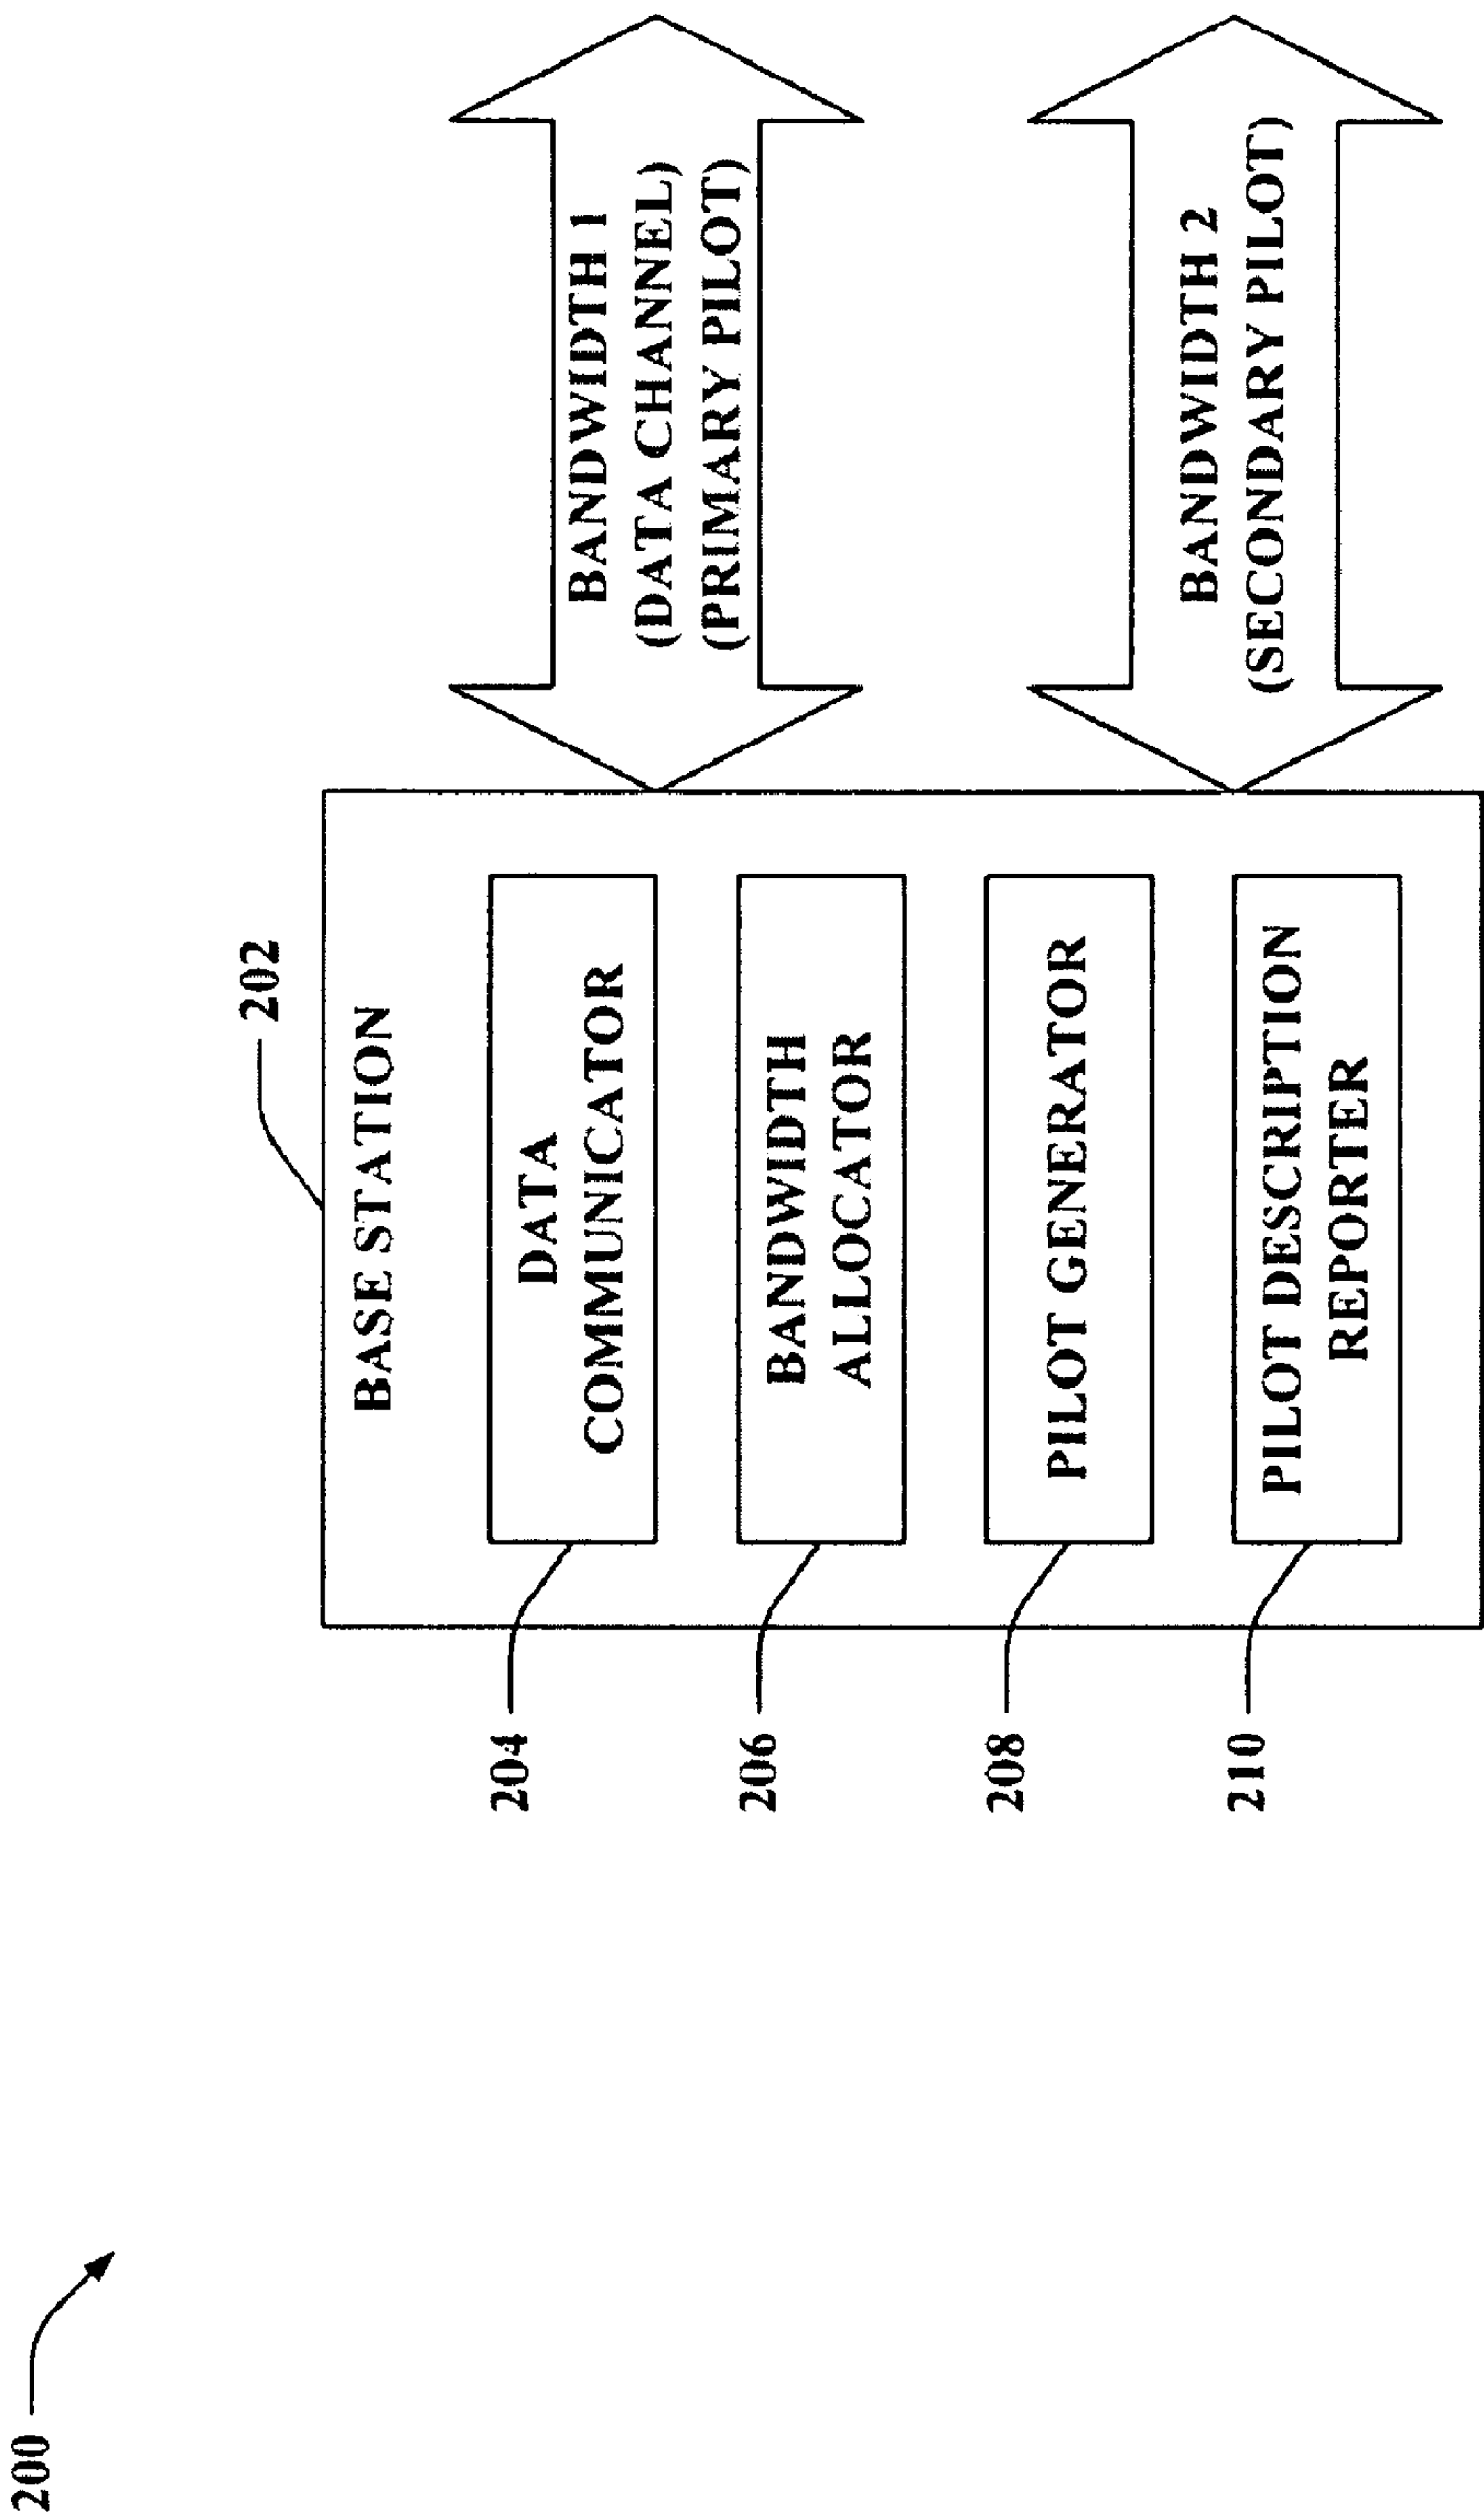 200
202
BASE STATION
204
DATA
COMMUNICATOR
206
BANDWIDTH
ALLOCATOR
208
PILOT GENERATOR
210
PILOT DESCRIPTION
REPORTER
BANDWIDTH 1
(DATA CHANNEL)
(PRIMARY PILOT)
BANDWIDTH 2
(SECONDARY PILOT)